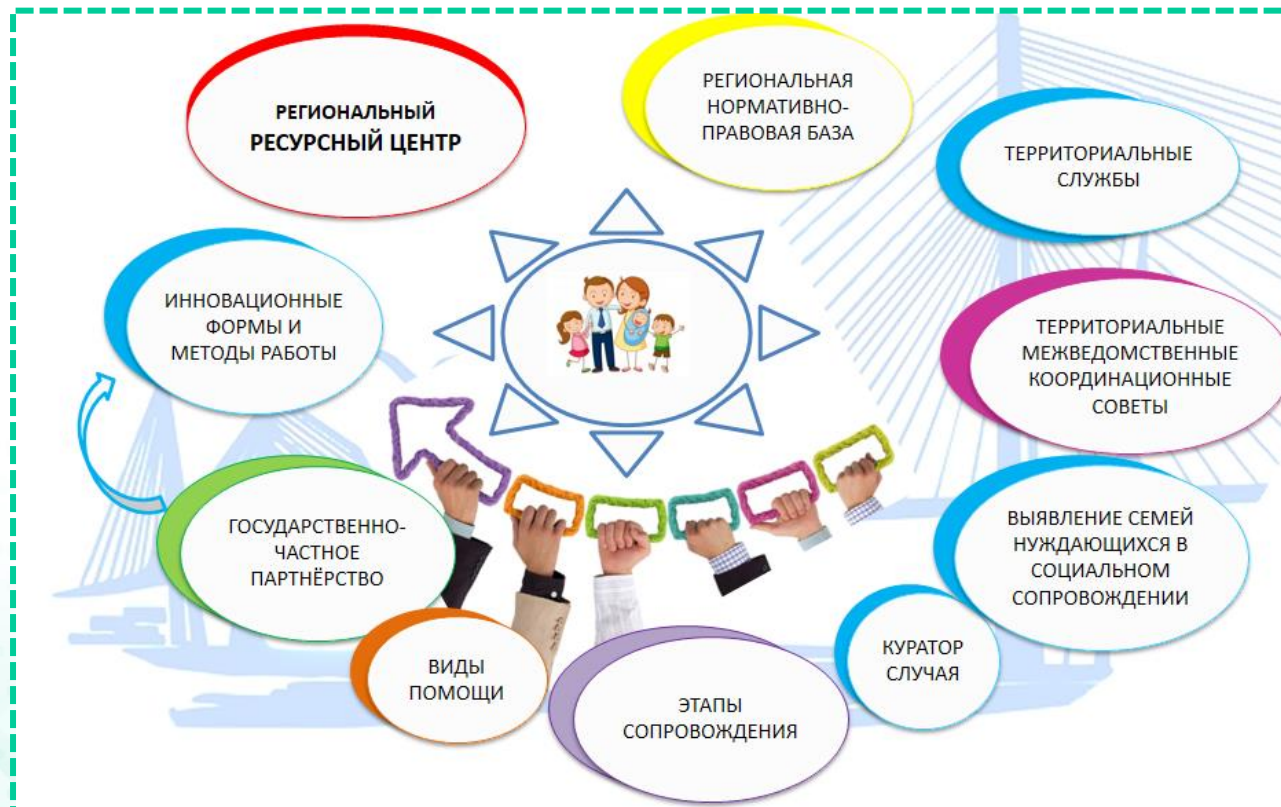 РЕГИОНАЛЬНЫЙ
РЕСУРСНЫЙ ЦЕНТР
РЕГИОНАЛЬНАЯ
НОРМАТИВНО-
ПРАВОВАЯ БАЗА
ТЕРРИТОРИАЛЬНЫЕ
СЛУЖБЫ
ИННОВАЦИОННЫЕ
ФОРМЫ И
МЕТОДЫ РАБОТЫ
ТЕРРИТОРИАЛЬНЫЕ
МЕЖВЕДОМСТВЕННЫЕ
КООРДИНАЦИОННЫЕ
СОВЕТЫ
ГОСУДАРСТВЕННО-
ЧАСТНОЕ
ПАРТНЁРСТВО
ВЫЯВЛЕНИЕ СЕМЕЙ
НУЖДАЮЩИХСЯ В
СОЦИАЛЬНОМ
СОПРОВОЖДЕНИИ
ВИДЫ
ПОМОЩИ
ЭТАПЫ
СОПРОВОЖДЕНИЯ
КУРАТОР
СЛУЧАЯ